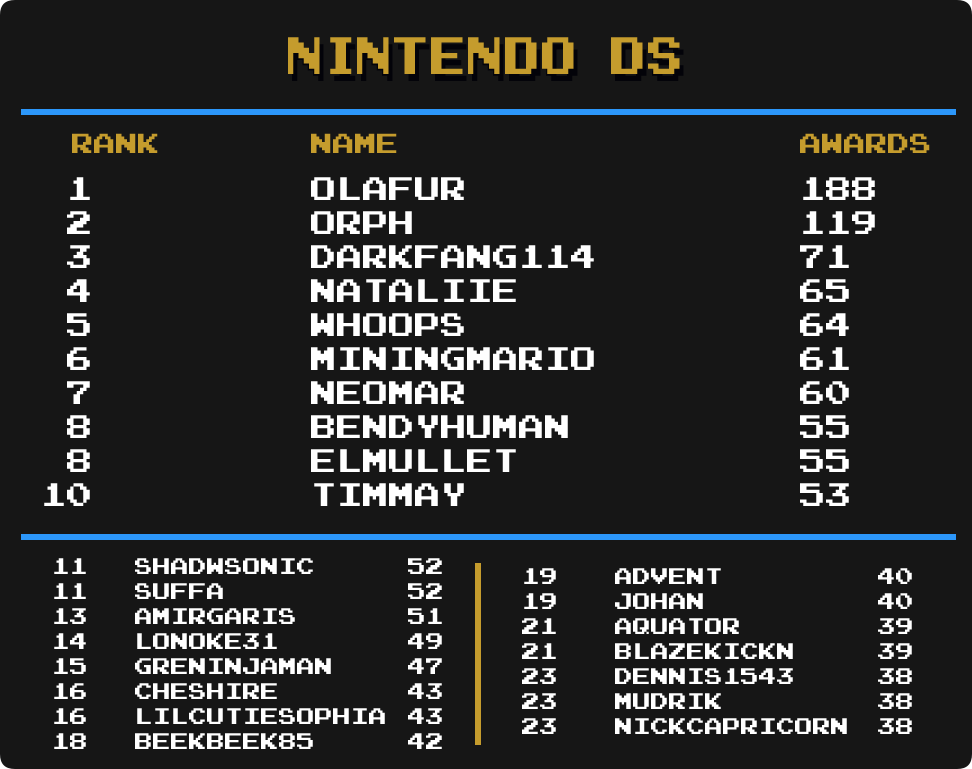 NINTENDO DS
RANK NAME AWARDS
1 OLAFUR 188
2 ORPH 119
3 DARKFANG114 71
4 NATALIIE 65
5 WHOOPS 64
6 MININGMARIO 61
7 NEOMAR 60
8 BENDYHUMAN 55
8 ELMULLET 55
10 TIMMAY 53
11 SHADWSONIC 52
11 SUFFA 52
13 AMIRGARIS 51
14 LONOKE31 49
15 GRENINJAMAN 47
16 CHESHIRE 43
16 LILCUTIESOPHIA 43
18 BEEKBEEK85 42
19 ADVENT 40
19 JOHAN 40
21 AQUATOR 39
21 BLAZEKICKN 39
23 DENNIS1543 38
23 MUDRIK 38
23 NICKCAPRICORN 38